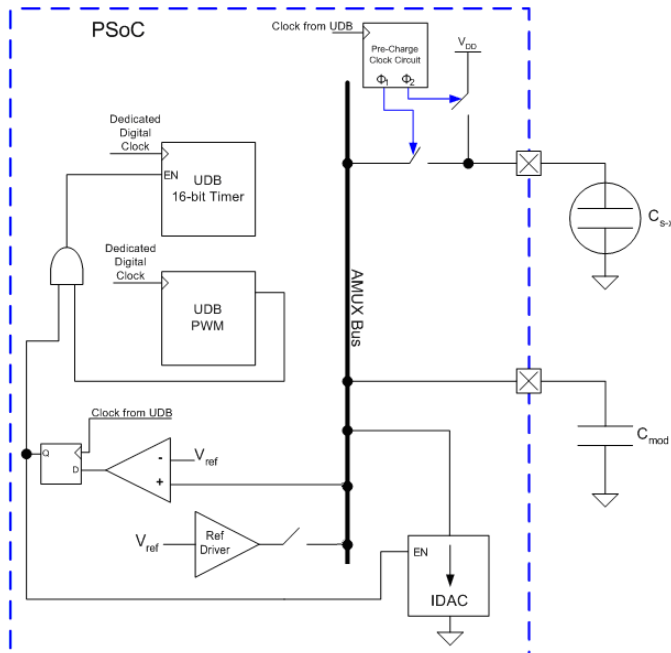 PSoC
Clock from UDB
Pre-Charge
Clock Circuit
Φ1 Φ2
VDD
Dedicated
Digital
Clock
EN
UDB
16-bit Timer
Dedicated
Digital
Clock
UDB
PWM
AMUX Bus
Cs-x
Clock from UDB
Q
D
-
+
Vref
Cmod
Vref
Ref
Driver
EN
IDAC